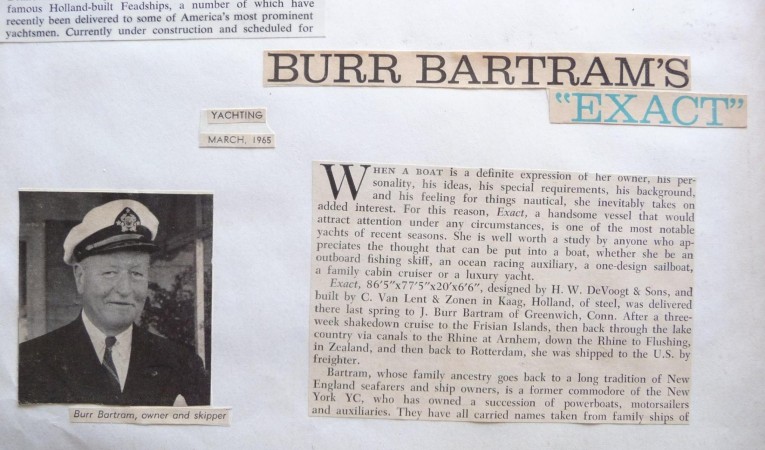 famous Holland-built Feadships, a number of which have
recently been delivered to some of America's most prominent
yachtsmen. Currently under construction and scheduled for
BURR BARTRAM'S
"EXACT"
YACHTING
MARCH, 1965
WHEN A BOAT is a definite expression of her owner, his per-
sonality, his ideas, his special requirements, his background,
and his feeling for things nautical, she inevitably takes on
added interest. For this reason, Exact, a handsome vessel that would
attract attention under any circumstances, is one of the most notable
yachts of recent seasons. She is well worth a study by anyone who ap-
preciates the thought that can be put into a boat, whether she be an
outboard fishing skiff, an ocean racing auxiliary, a one-design sailboat,
a family cabin cruiser or a luxury yacht.
Exact, 86'5"x77'5"x20'x6'6", designed by H. W. DeVoogt & Sons, and
built by C. Van Lent & Zonen in Kaag, Holland, of steel, was delivered
there last spring to J. Burr Bartram of Greenwich, Conn. After a three-
week shakedown cruise to the Frisian Islands, then back through the lake
country via canals to the Rhine at Arnhem, down the Rhine to Flushing,
in Zealand, and then back to Rotterdam, she was shipped to the U.S. by
freighter.
Bartram, whose family ancestry goes back to a long tradition of New
England seafarers and ship owners, is a former commodore of the New
York YC, who has owned a succession of powerboats, motorsailers
and auxiliaries. They have all carried names taken from family ships of
Burr Bartram, owner and skipper